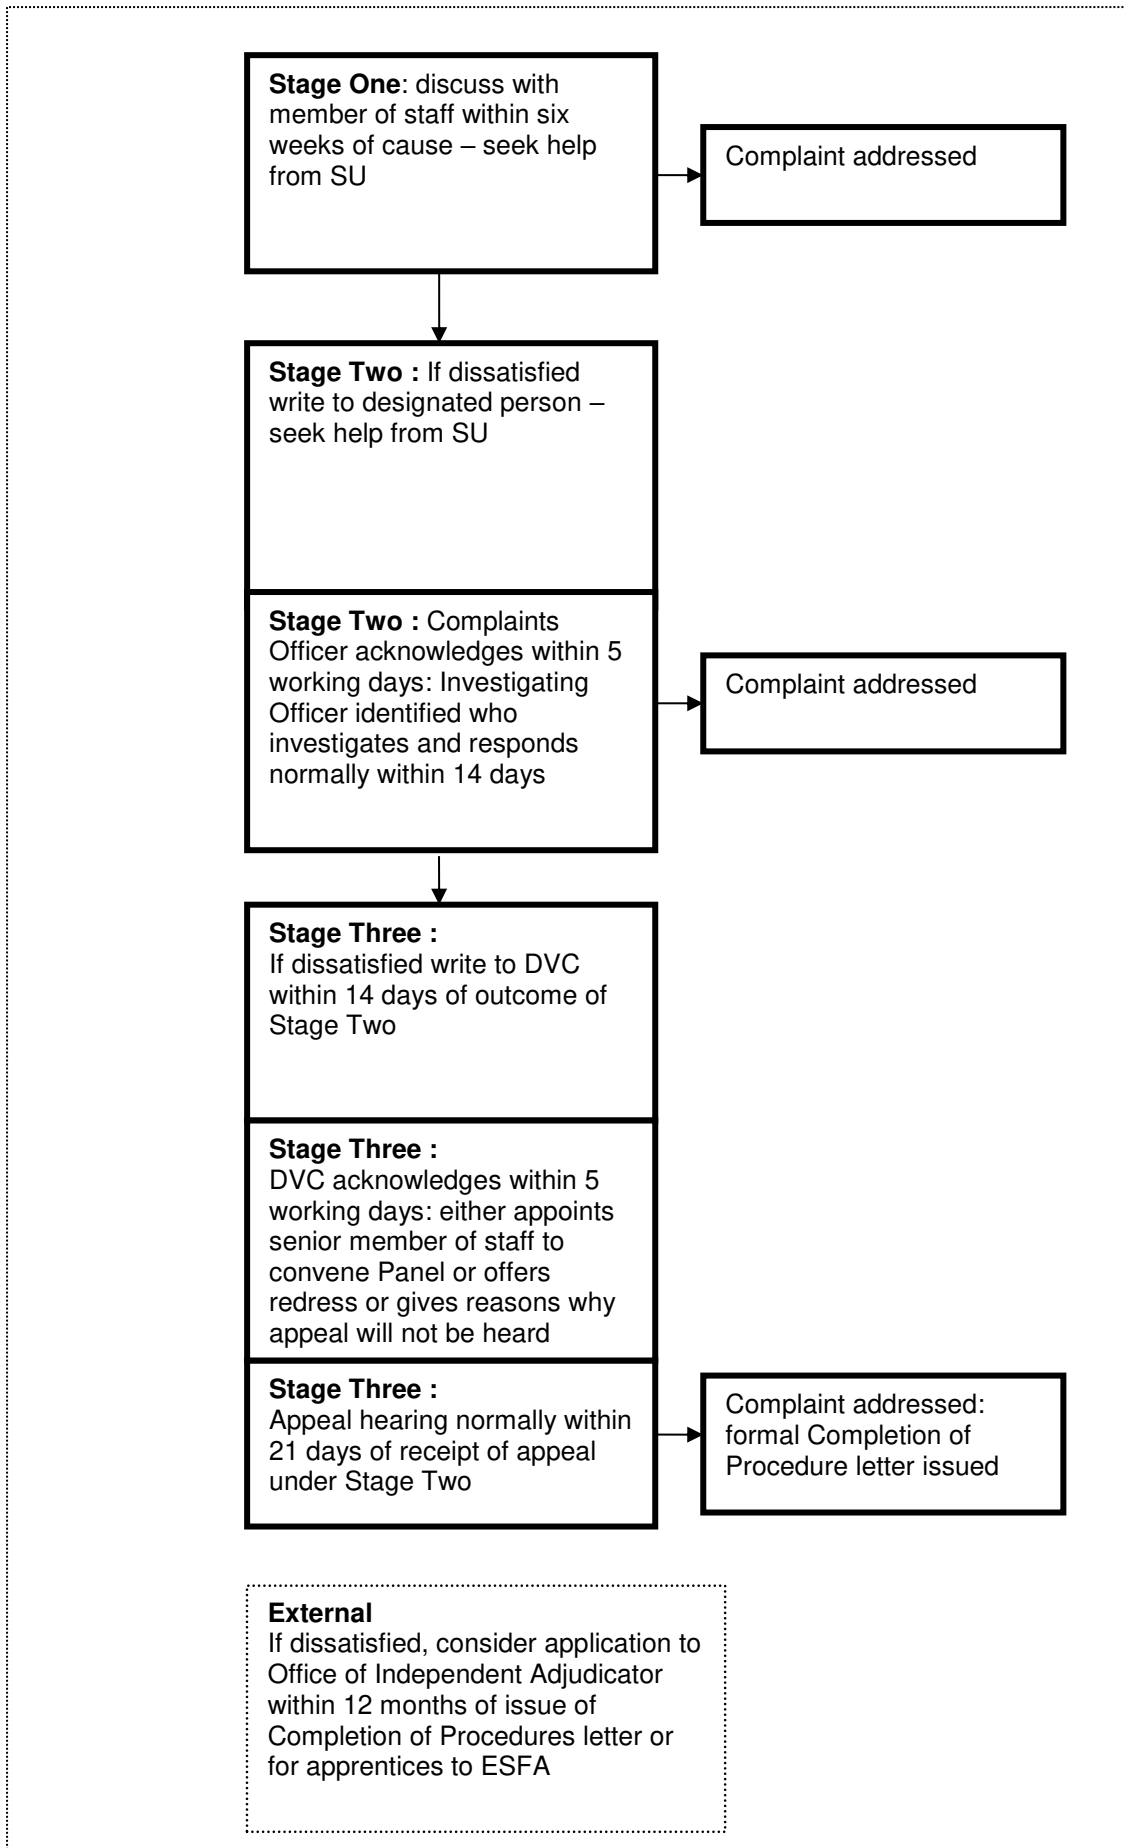 Stage One: discuss with
member of staff within six
weeks of cause – seek help
from SU
Complaint addressed
Stage Two : If dissatisfied
write to designated person –
seek help from SU
Stage Two : Complaints
Officer acknowledges within 5
working days: Investigating
Officer identified who
investigates and responds
normally within 14 days
Complaint addressed
Stage Three :
If dissatisfied write to DVC
within 14 days of outcome of
Stage Two
Stage Three :
DVC acknowledges within 5
working days: either appoints
senior member of staff to
convene Panel or offers
redress or gives reasons why
appeal will not be heard
Stage Three :
Appeal hearing normally within
21 days of receipt of appeal
under Stage Two
Complaint addressed:
formal Completion of
Procedure letter issued
External
If dissatisfied, consider application to
Office of Independent Adjudicator
within 12 months of issue of
Completion of Procedures letter or
for apprentices to ESFA